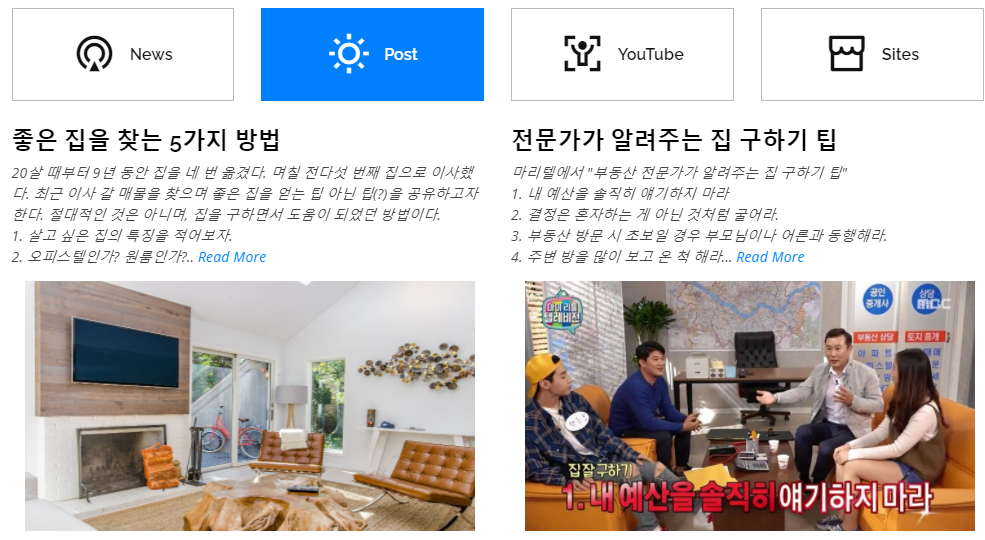 News
Post
YouTube
Sites
좋은 집을 찾는 5가지 방법
20살 때부터 9년 동안 집을 네 번 옮겼다. 며칠 전다섯 번째 집으로 이사했
다. 최근 이사 갈 매물을 찾으며 좋은 집을 얻는 팁 아닌 팁(?)을 공유하고자
한다. 절대적인 것은 아니며, 집을 구하면서 도움이 되었던 방법이다.
1. 살고 싶은 집의 특징을 적어보자.
2. 오피스텔인가? 원룸인가?.. Read More
전문가가 알려주는 집 구하기 팁
마리텔에서 "부동산 전문가가 알려주는 집 구하기 팁"
1. 내 예산을 솔직히 얘기하지 마라
2. 결정은 혼자하는 게 아닌 것처럼 굴어라.
3. 부동산 방문 시 초보일 경우 부모님이나 어른과 동행해라.
4. 주변 방을 많이 보고 온 척 해라... Read More
마이 리틀
텔레비전
공인
중개사
상담
mbc
부동산 상담
토지 중개
아 파 트
집 잘 구하기
1. 내 예산을 솔직히 얘기하지 마라